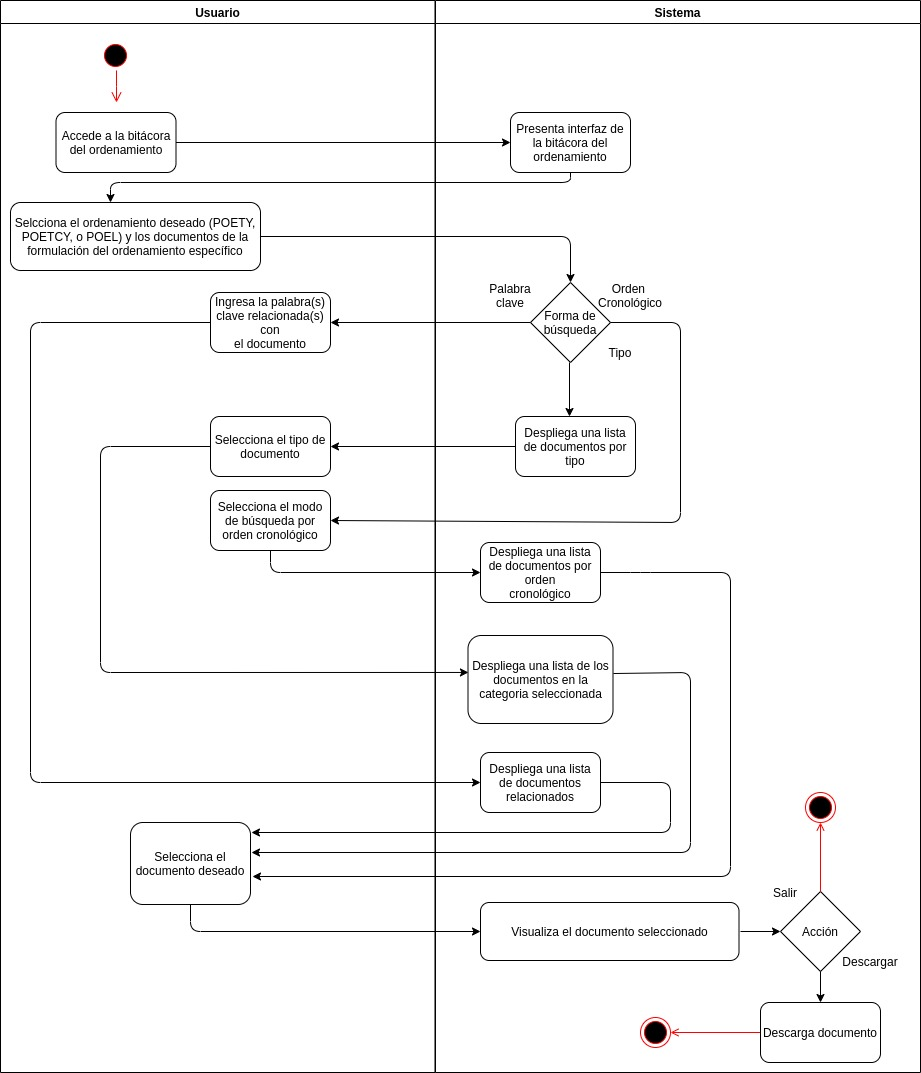 Usuario
Sistema
Accede a la bitácora
del ordenamiento
Presenta interfaz de
la bitácora del
ordenamiento
Selcciona el ordenamiento deseado (POETY,
POETCY, o POEL) y los documentos de la
formulación del ordenamiento específico
Palabra
clave
Orden
Cronológico
Forma de
búsqueda
Tipo
Ingresa la palabra(s)
clave relacionada(s)
con
el documento
Despliega una lista
de documentos por
tipo
Selecciona el tipo de
documento
Selecciona el modo
de búsqueda por
orden cronológico
Despliega una lista
de documentos por
orden
cronológico
Despliega una lista de los
documentos en la
categoria seleccionada
Despliega una lista
de documentos
relacionados
Selecciona el
documento deseado
Visualiza el documento seleccionado
Salir
Acción
Descargar
Descarga documento